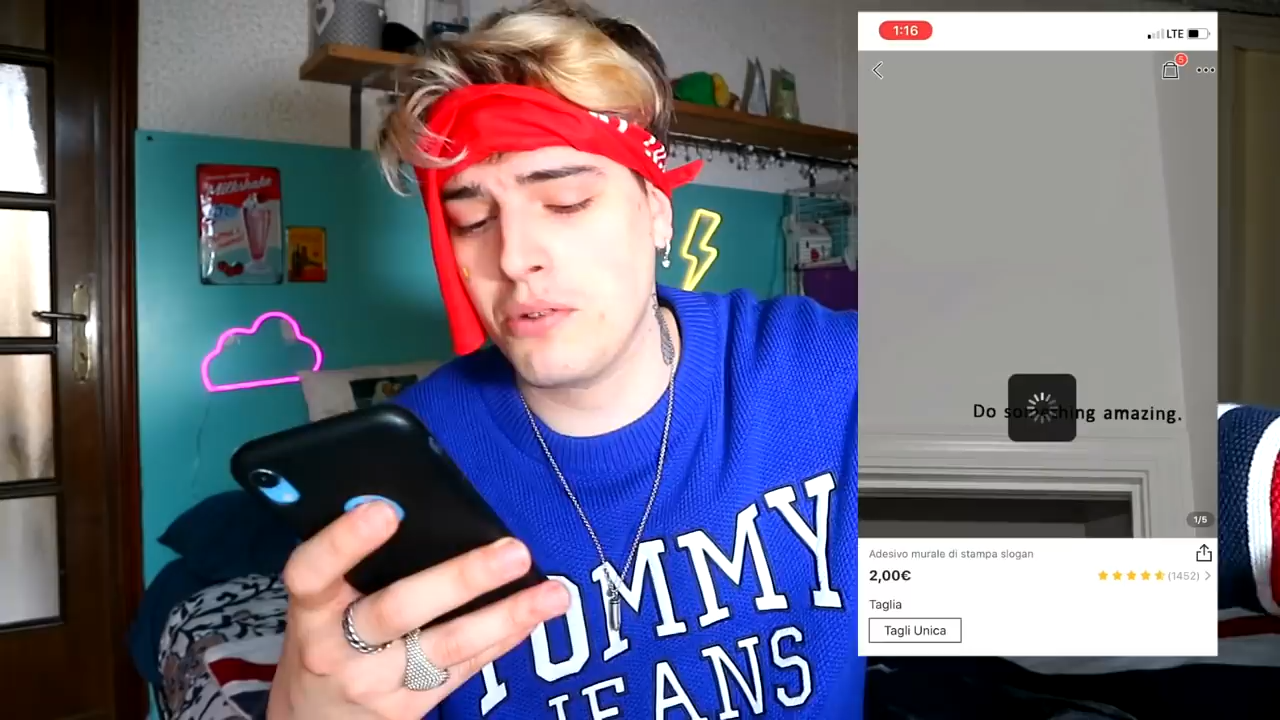 1:16
LTE
5
Milkshake
Do something amazing.
1/5
Adesivo murale di stampa slogan
2,00€
(1452)
Taglia
Tagli Unica
TOMMY
JEANS